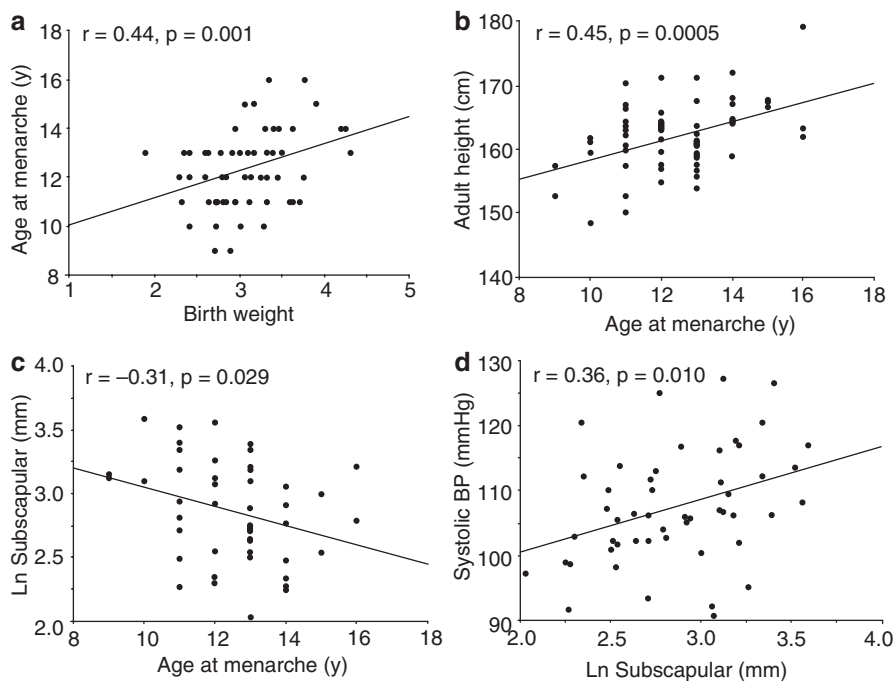 a
r = 0.44, p = 0.001
Age at menarche (y)
18
16
14
12
10
8
1 2 3 4 5
Birth weight
b
r = 0.45, p = 0.0005
Adult height (cm)
180
170
160
150
140
8 10 12 14 16 18
Age at menarche (y)
c
r = –0.31, p = 0.029
Ln Subscapular (mm)
4.0
3.5
3.0
2.5
2.0
8 10 12 14 16 18
Age at menarche (y)
d
r = 0.36, p = 0.010
Systolic BP (mmHg)
130
120
110
100
90
2.0 2.5 3.0 3.5 4.0
Ln Subscapular (mm)